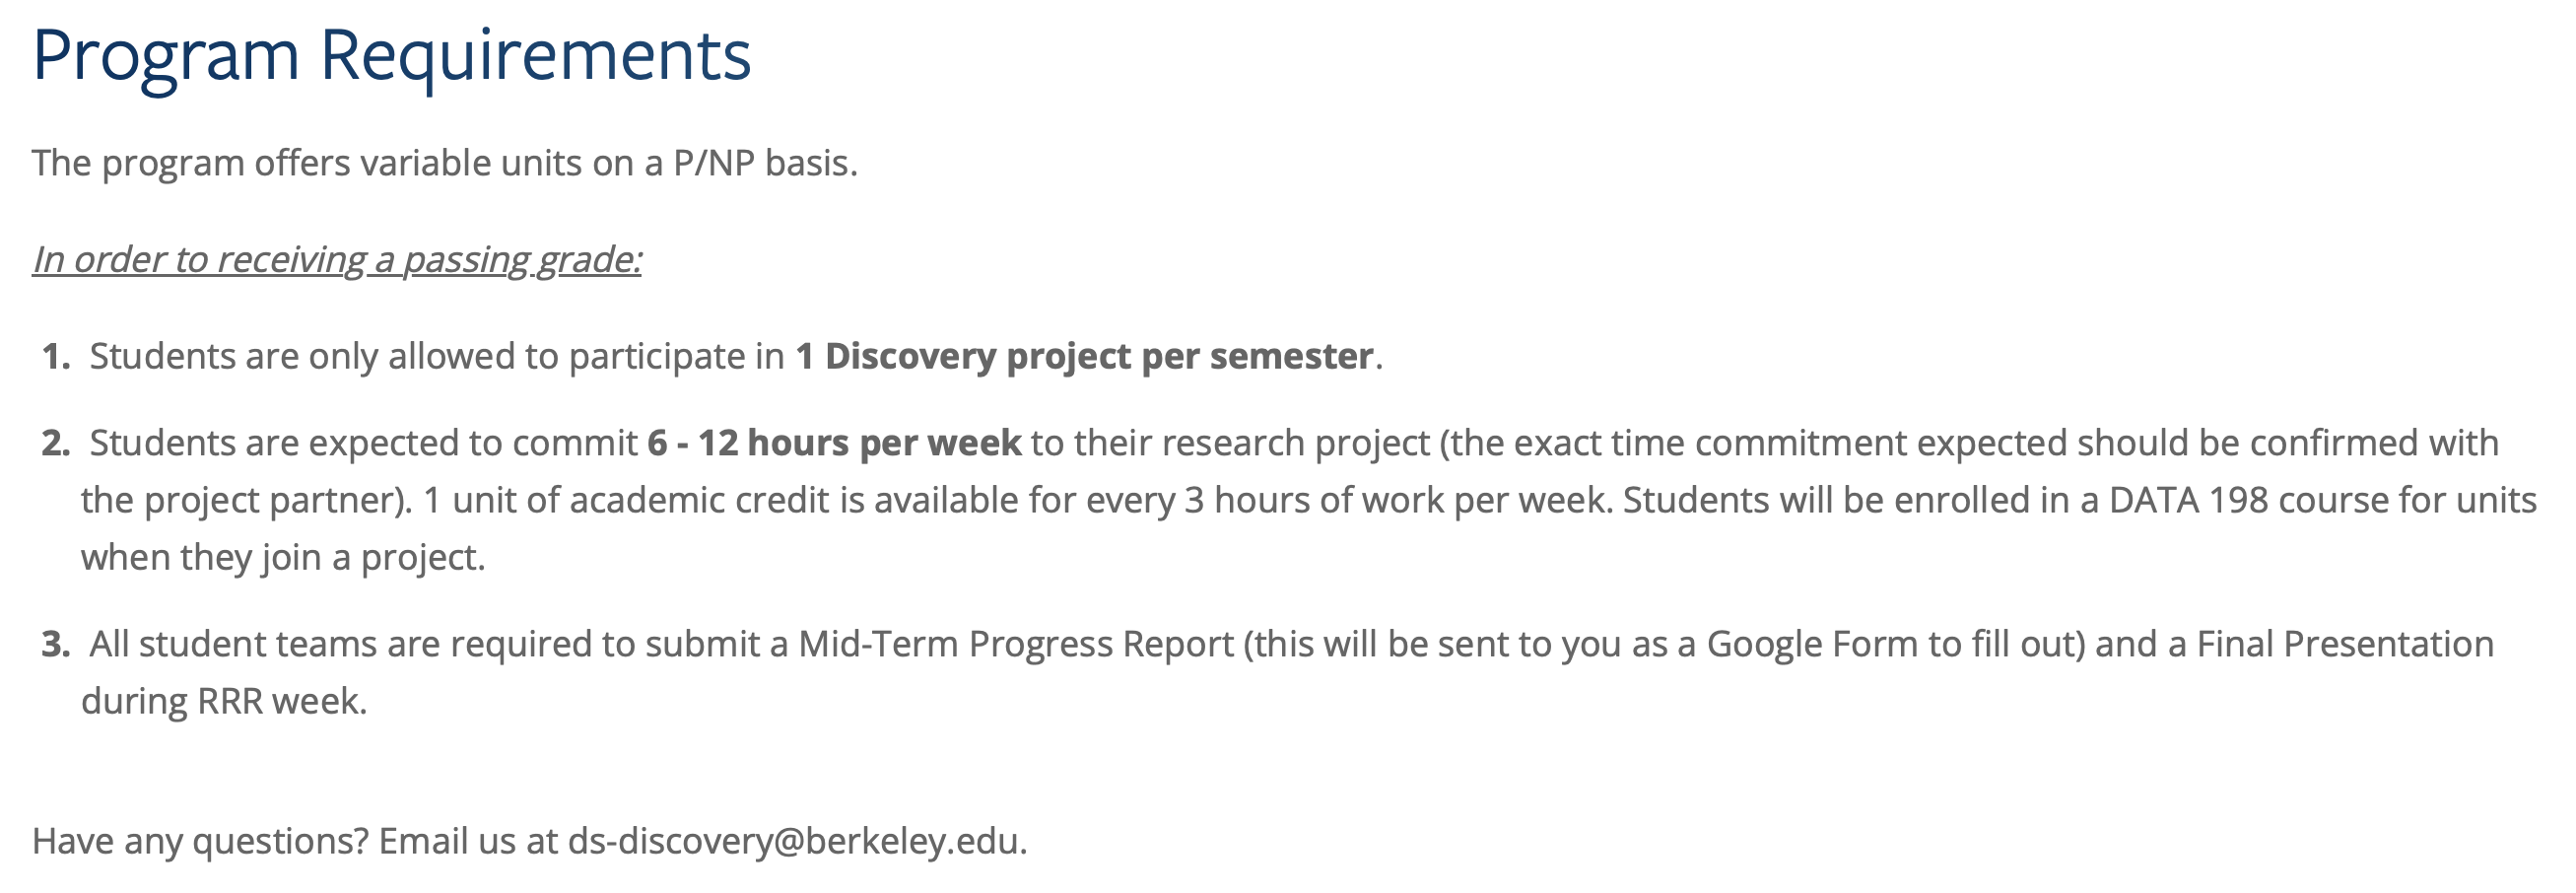 Program Requirements
The program offers variable units on a P/NP basis.
In order to receiving a passing grade:
1. Students are only allowed to participate in 1 Discovery project per semester.
2. Students are expected to commit 6 - 12 hours per week to their research project (the exact time commitment expected should be confirmed with
the project partner). 1 unit of academic credit is available for every 3 hours of work per week. Students will be enrolled in a DATA 198 course for units
when they join a project.
3. All student teams are required to submit a Mid-Term Progress Report (this will be sent to you as a Google Form to fill out) and a Final Presentation
during RRR week.
Have any questions? Email us at ds-discovery@berkeley.edu.